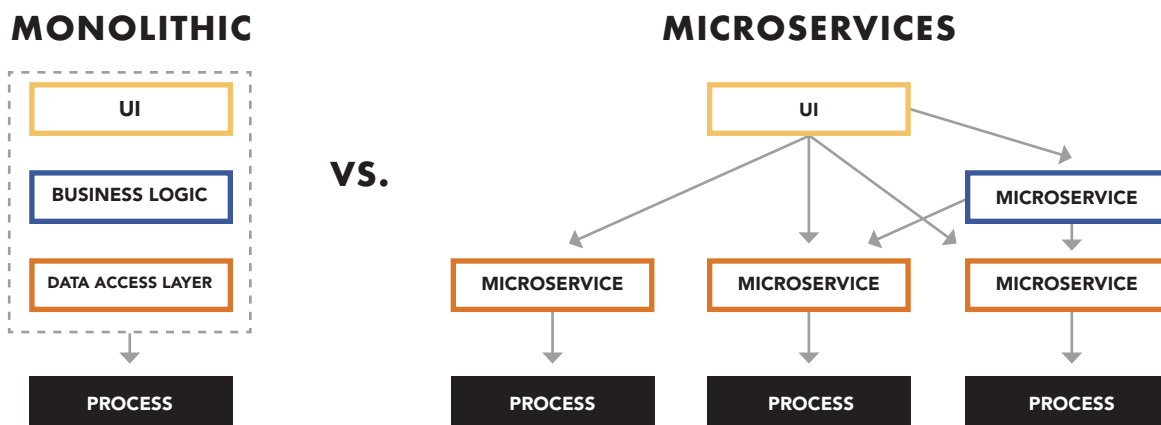 MONOLITHIC
UI
BUSINESS LOGIC
DATA ACCESS LAYER
PROCESS
VS.
MICROSERVICES
UI
MICROSERVICE
MICROSERVICE
MICROSERVICE
MICROSERVICE
PROCESS
PROCESS
PROCESS